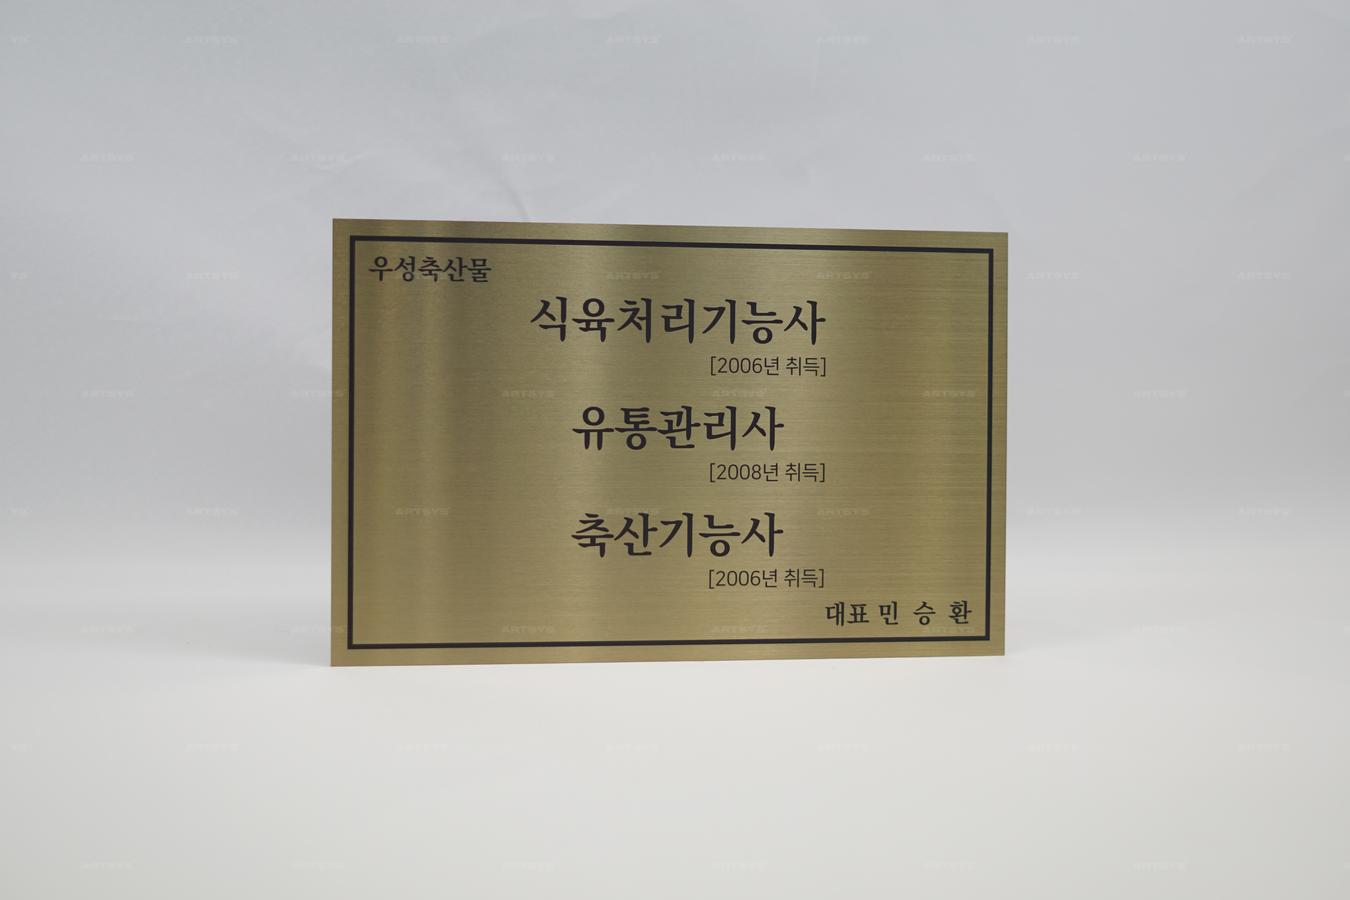 우성축산물
식육처리기능사
[2006년 취득]
유통관리사
[2008년 취득]
축산기능사
[2006년 취득]
대표 민 승 환
ARTSYS